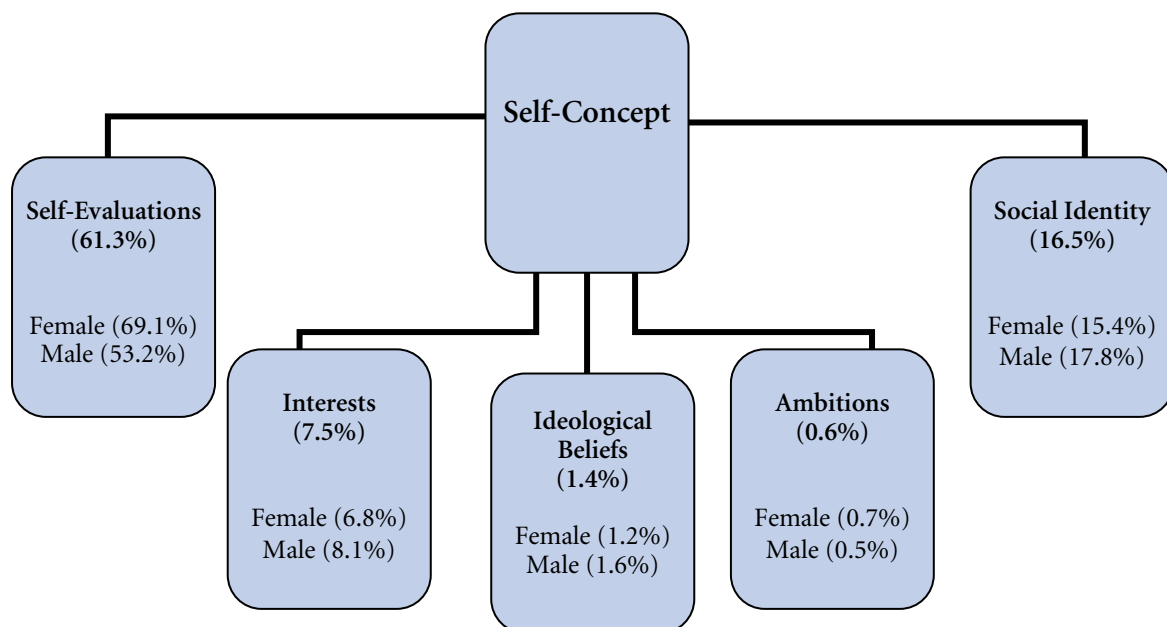 Self-Concept
Self-Evaluations
(61.3%)
Female (69.1%)
Male (53.2%)
Interests
(7.5%)
Female (6.8%)
Male (8.1%)
Ideological
Beliefs
(1.4%)
Female (1.2%)
Male (1.6%)
Ambitions
(0.6%)
Female (0.7%)
Male (0.5%)
Social Identity
(16.5%)
Female (15.4%)
Male (17.8%)